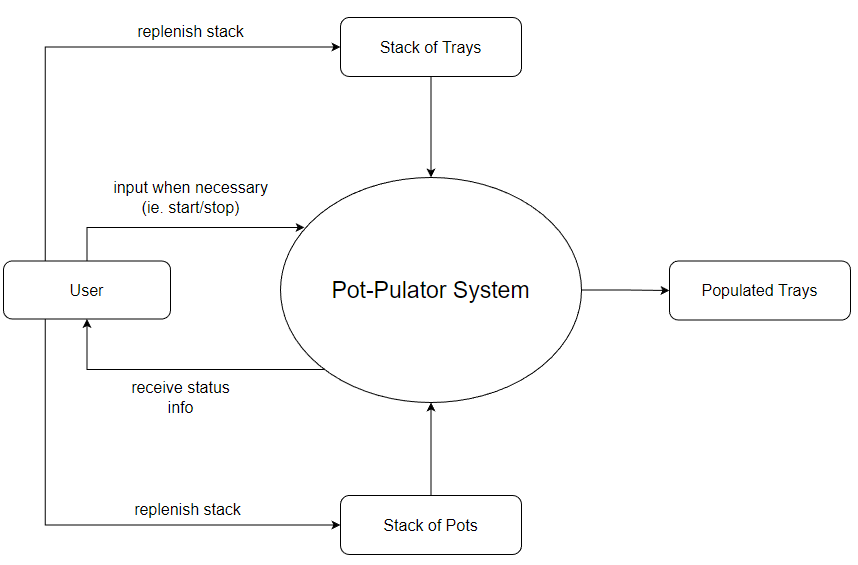 replenish stack
Stack of Trays
input when necessary
(ie. start/stop)
User
Pot-Pulator System
Populated Trays
receive status
info
replenish stack
Stack of Pots